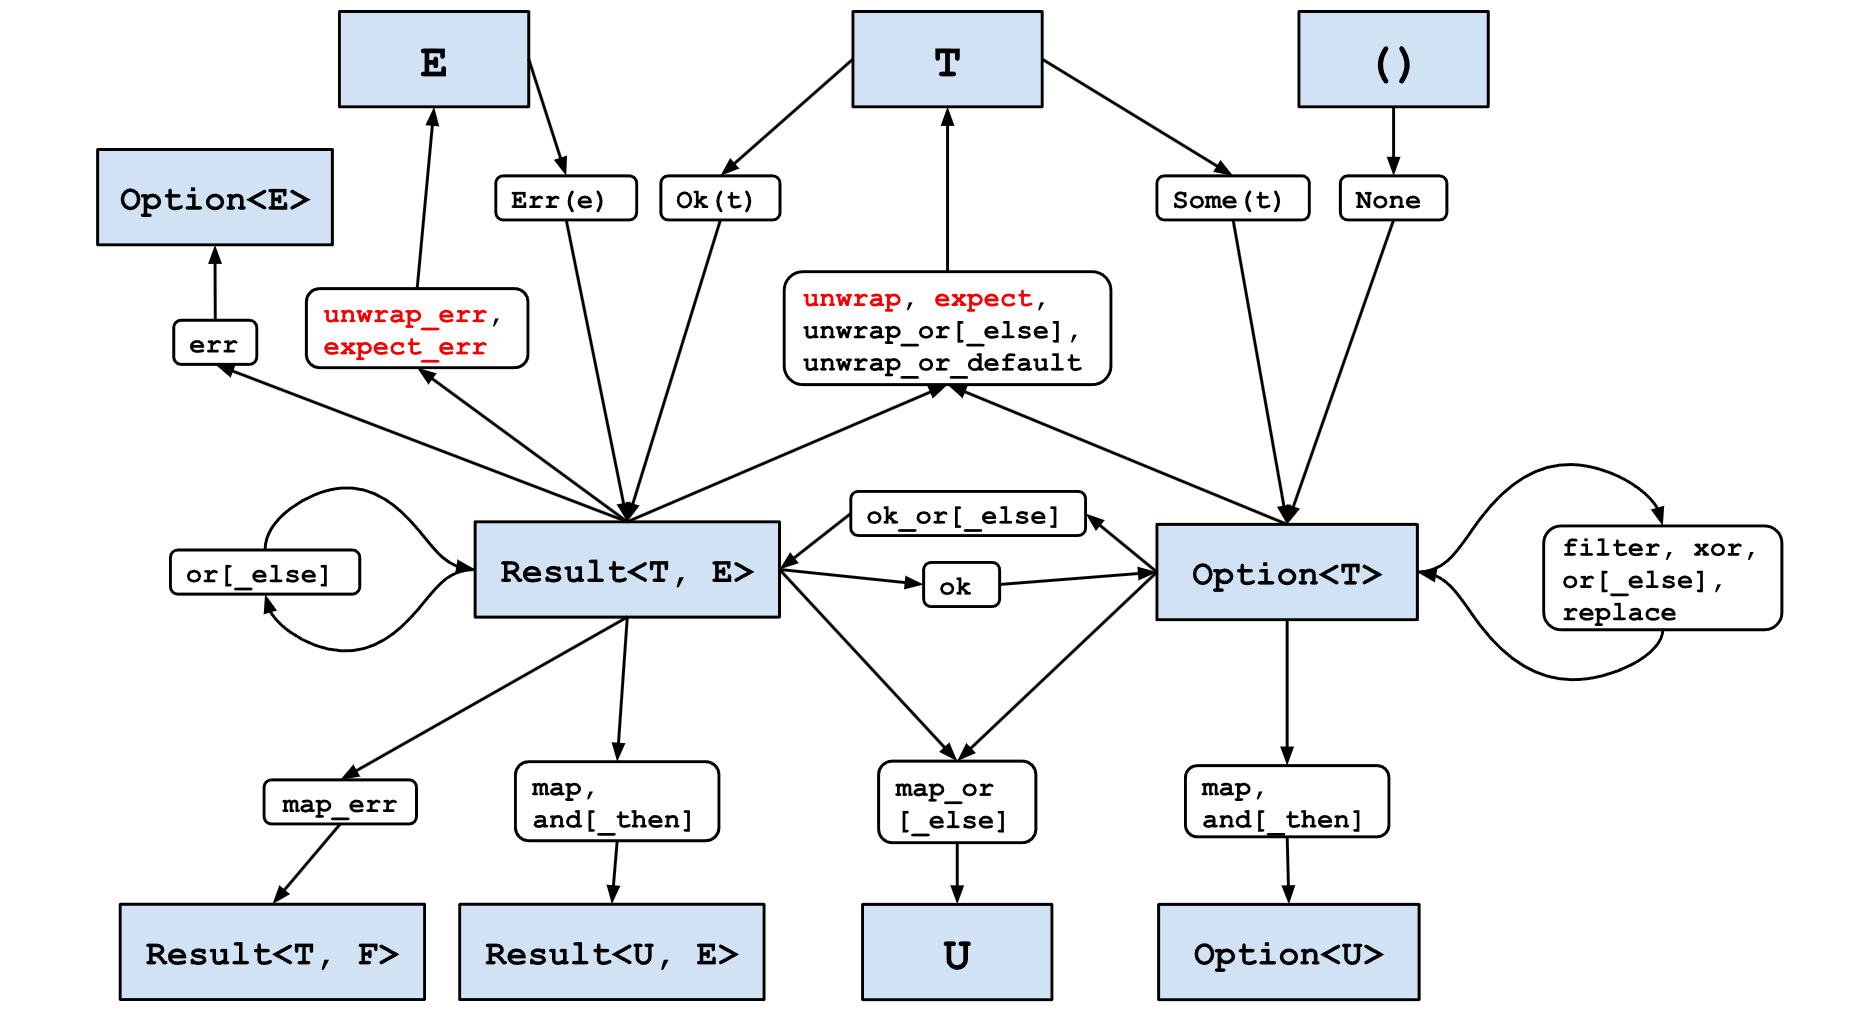 E
T
()
Option<E>
Err(e)
Ok(t)
Some(t)
None
unwrap_err,
expect_err
err
unwrap, expect,
unwrap_or[_else],
unwrap_or_default
or[_else]
Result<T, E>
ok_or[_else]
ok
Option<T>
filter, xor,
or[_else],
replace
map_err
map,
and[_then]
map_or
[_else]
map,
and[_then]
Result<T, F>
Result<U, E>
U
Option<U>